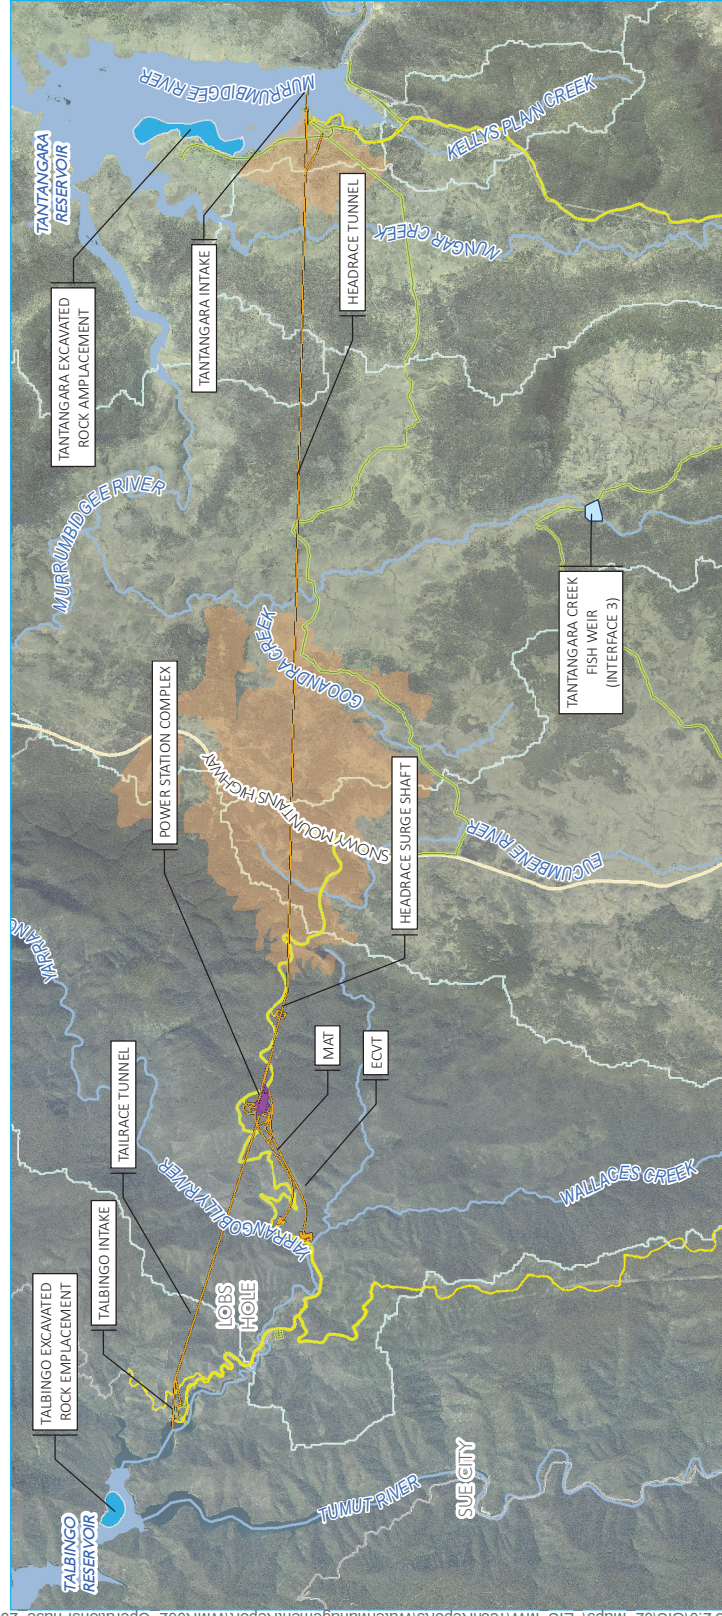 TALBINGO
RESERVOIR
TALBINGO EXCAVATED
ROCK EMPLACEMENT
TALBINGO INTAKE
TAILRACE TUNNEL
YARRANGOBILLY RIVER
LOBS
HOLE
TUMUT RIVER
SUE CITY
WALLACES CREEK
MAT
ECVT
YARRANG
POWER STATION COMPLEX
HEADRACE SURGE SHAFT
SNOWY MOUNTAINS HIGHWAY
EUCUMBENE RIVER
GOOANDRA CREEK
MURRUMBIDGEE RIVER
TANTANGARA CREEK
FISH WEIR
(INTERFACE 3)
TANTANGARA EXCAVATED
ROCK AMPLACEMENT
TANTANGARA INTAKE
HEADRACE TUNNEL
TANTANGARA
RESERVOIR
MURRUMBIDGEE RIVER
NUNGAR CREEK
KELLYS PLAIN CREEK